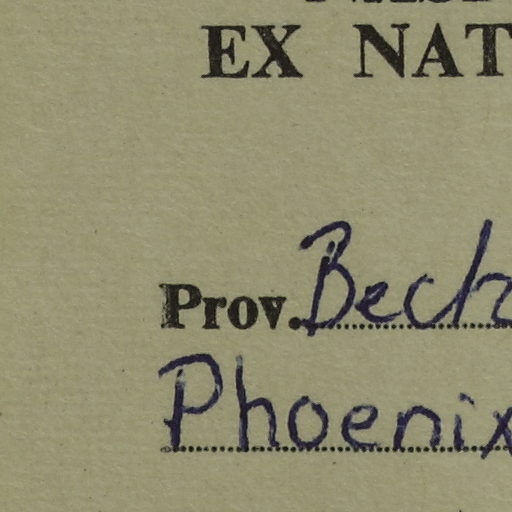 EX NAT
Prov. Bech
Phoenix